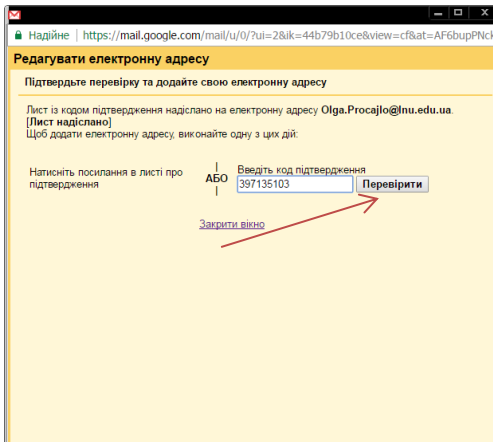 Надійне | https://mail.google.com/mail/u/0/?ui=2&ik=44b79b10ce&view=cf&at=AF6bupPNck
Редагувати електронну адресу
Підтвердьте перевірку та додайте свою електронну адресу
Лист із кодом підтвердження надіслано на електронну адресу Olga.Procajlo@lnu.edu.ua.
[Лист надіслано]
Щоб додати електронну адресу, виконайте одну з цих дій:
Натисніть посилання в листі про
підтвердження
| АБО |
Введіть код підтвердження
397135103 Перевірити
Закрити вікно